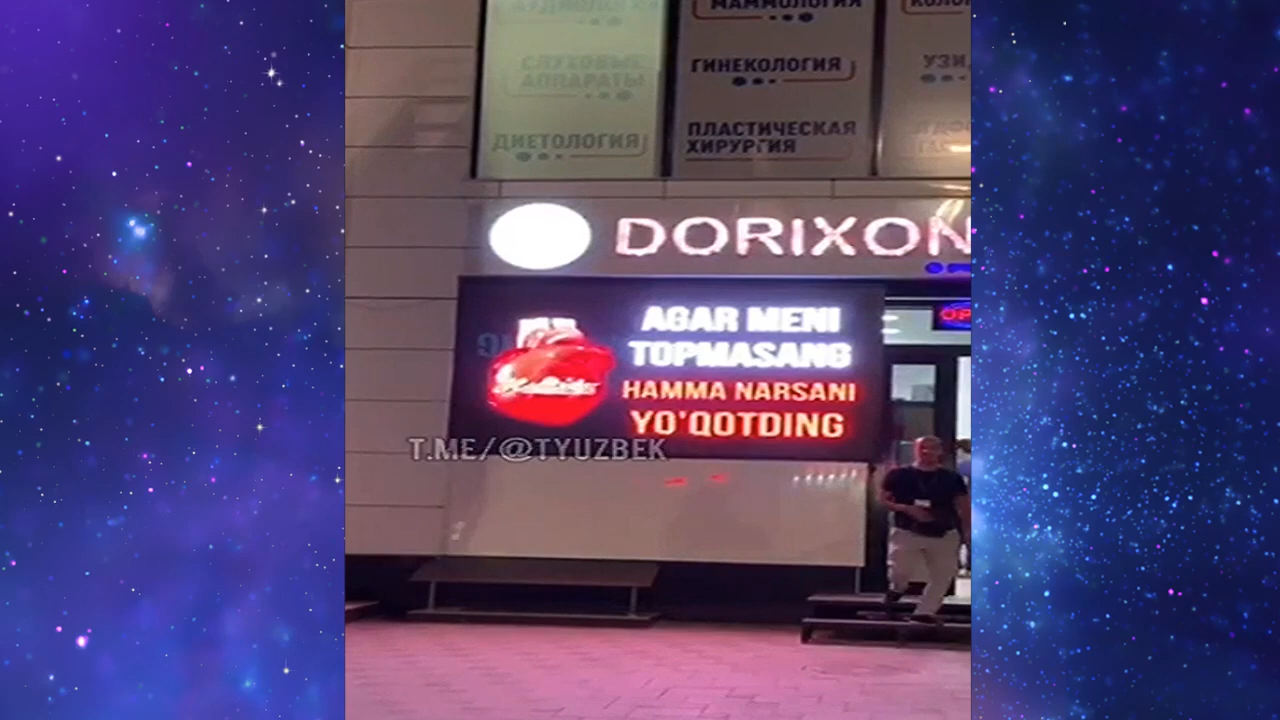 МАММОЛОГИЯ
СЛУХОВЫЕ
АППАРАТЫ
ГИНЕКОЛОГИЯ
ДИЕТОЛОГИЯ
ПЛАСТИЧЕСКАЯ
ХИРУРГИЯ
DORIXON
AGAR MENI
TOPMASANG
HAMMA NARSANI
YO'QOTDING
T.ME/@TYUZBEK